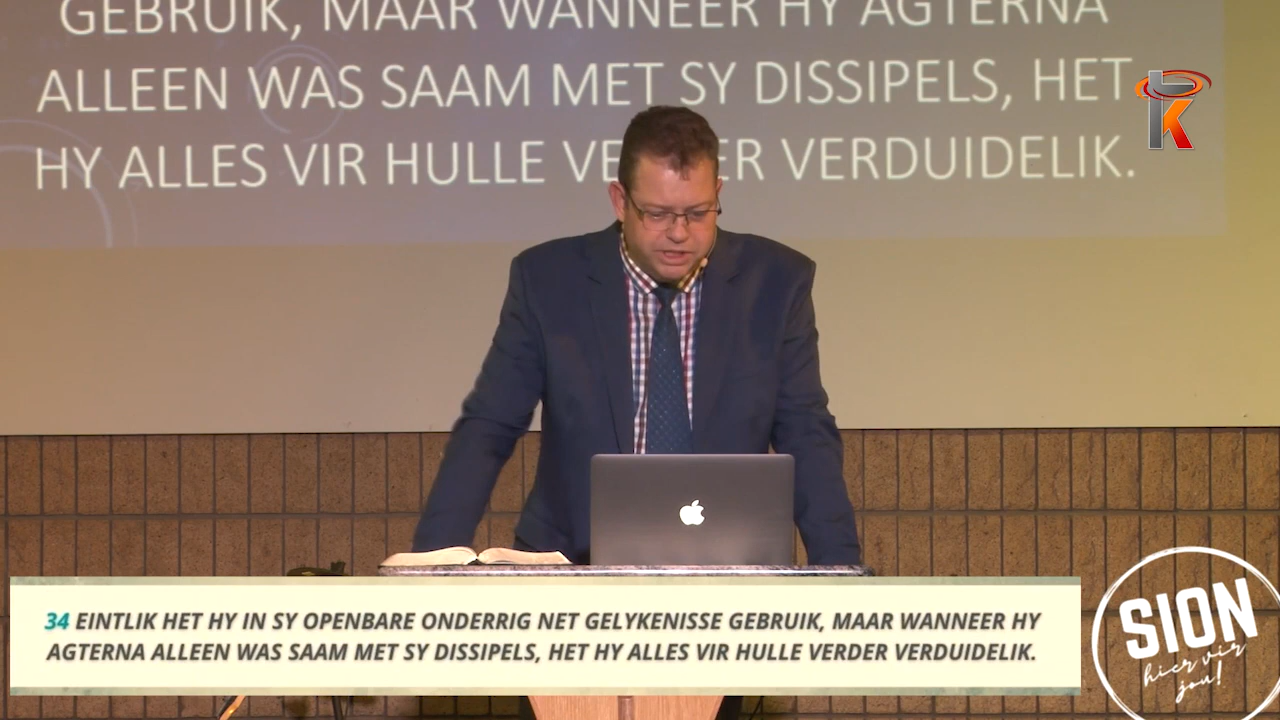 GEBRUIK, MAAR WANNEER HY AGTERNA
ALLEEN WAS SAAM MET SY DISSIPELS, HET
HY ALLES VIR HULLE VERDER VERDUIDELIK.
tk
34 EINTLIK HET HY IN SY OPENBARE ONDERRIG NET GELYKENISSE GEBRUIK, MAAR WANNEER HY
AGTERNA ALLEEN WAS SAAM MET SY DISSIPELS, HET HY ALLES VIR HULLE VERDER VERDUIDELIK.
SION
hier vir
jou!